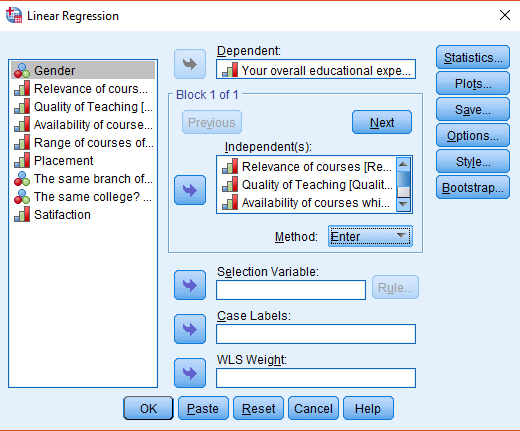 Linear Regression
Gender
Relevance of cours...
Quality of Teaching [...
Availability of course...
Range of courses of...
Placement
The same branch of...
The same college? ...
Satifaction
Dependent:
Your overall educational expe...
Block 1 of 1
Previous
Next
Independent(s):
Relevance of courses [Re...
Quality of Teaching [Qualit...
Availability of courses whi...
Method:
Enter
Selection Variable:
Rule...
Case Labels:
WLS Weight:
Statistics...
Plots...
Save...
Options...
Style...
Bootstrap...
OK
Paste
Reset
Cancel
Help